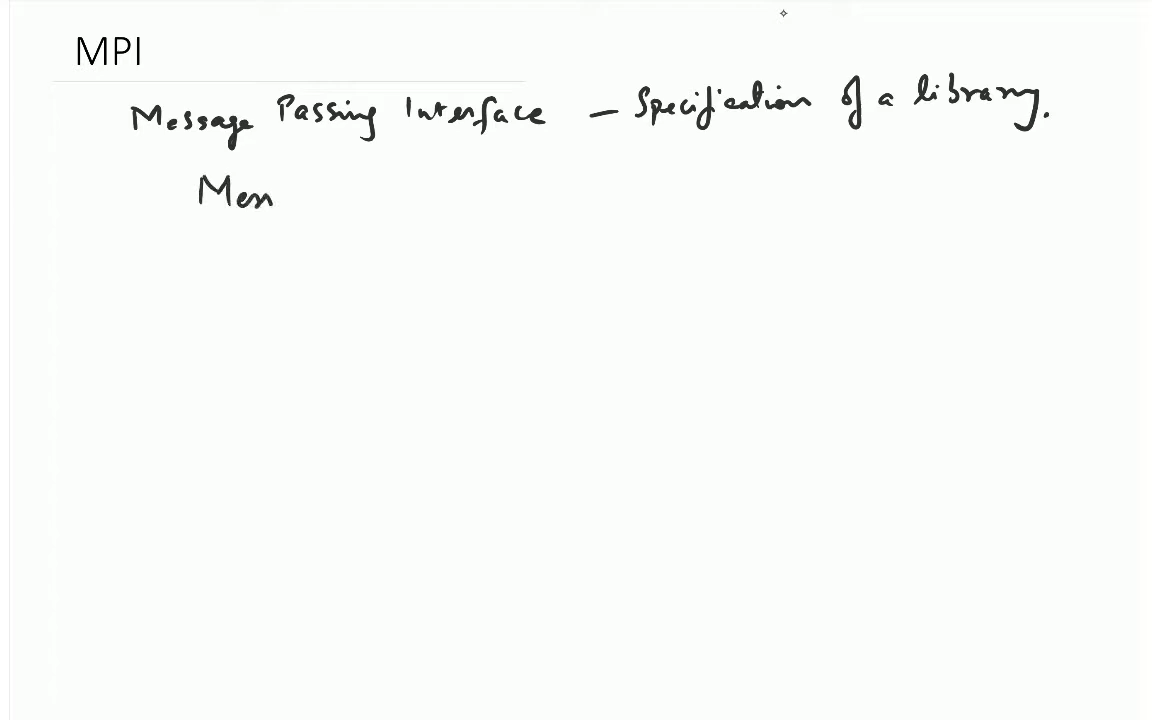 MPI
Message Passing Interface – Specification of a library.
Mem